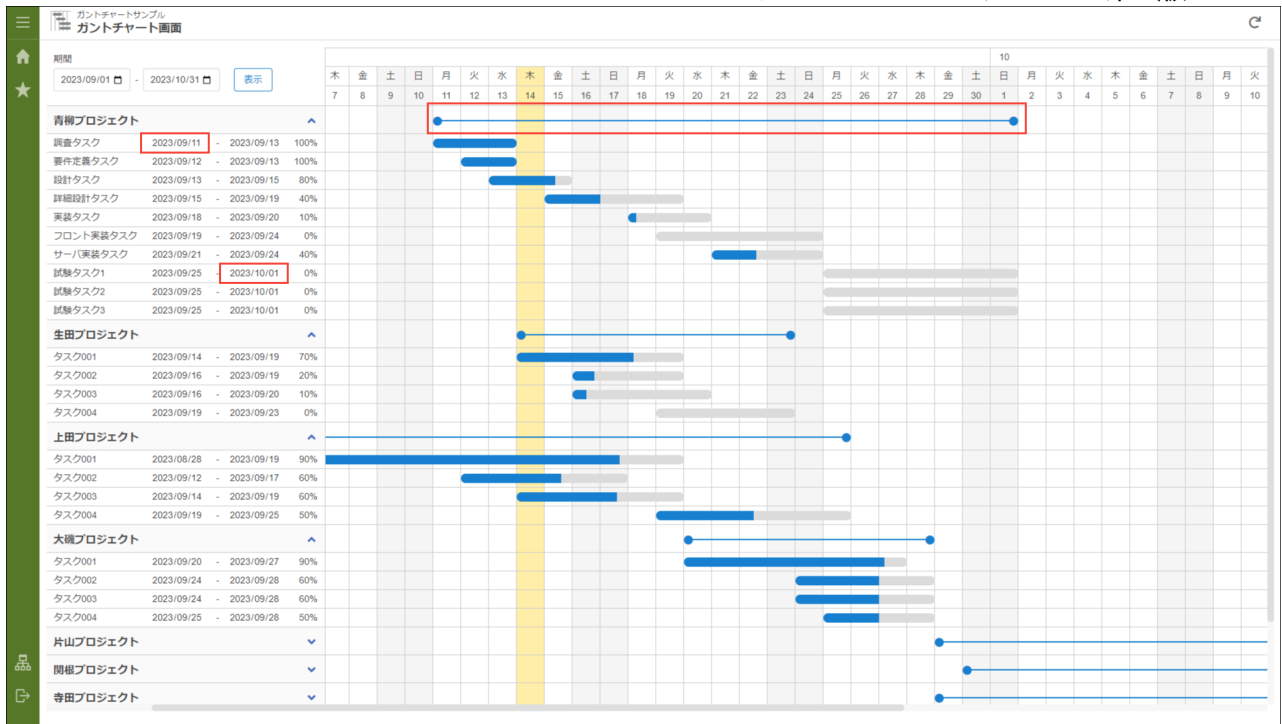 ガントチャートサンプル
ガントチャート画面
期間
2023/09/01 - 2023/10/31 表示
10
木 金 土 日 月 火 水 木 金 土 日 月 火 水 木 金 土 日 月 火 水 木 金 土 日 月 火 水 木 金 土 日 月 火
7 8 9 10 11 12 13 14 15 16 17 18 19 20 21 22 23 24 25 26 27 28 29 30 1 2 3 4 5 6 7 8 9 10
青柳プロジェクト
調査タスク 2023/09/11 - 2023/09/13 100%
要件定義タスク 2023/09/12 - 2023/09/13 100%
設計タスク 2023/09/13 - 2023/09/15 80%
詳細設計タスク 2023/09/15 - 2023/09/19 40%
実装タスク 2023/09/18 - 2023/09/20 10%
フロント実装タスク 2023/09/19 - 2023/09/24 0%
サーバ実装タスク 2023/09/21 - 2023/09/24 40%
試験タスク1 2023/09/25 - 2023/10/01 0%
試験タスク2 2023/09/25 - 2023/10/01 0%
試験タスク3 2023/09/25 - 2023/10/01 0%
生田プロジェクト
タスク001 2023/09/14 - 2023/09/19 70%
タスク002 2023/09/16 - 2023/09/19 20%
タスク003 2023/09/16 - 2023/09/20 10%
タスク004 2023/09/19 - 2023/09/23 0%
上田プロジェクト
タスク001 2023/08/28 - 2023/09/19 90%
タスク002 2023/09/12 - 2023/09/17 60%
タスク003 2023/09/14 - 2023/09/19 60%
タスク004 2023/09/19 - 2023/09/25 50%
大磯プロジェクト
タスク001 2023/09/20 - 2023/09/27 90%
タスク002 2023/09/24 - 2023/09/28 60%
タスク003 2023/09/24 - 2023/09/28 60%
タスク004 2023/09/25 - 2023/09/28 50%
片山プロジェクト
関根プロジェクト
寺田プロジェクト